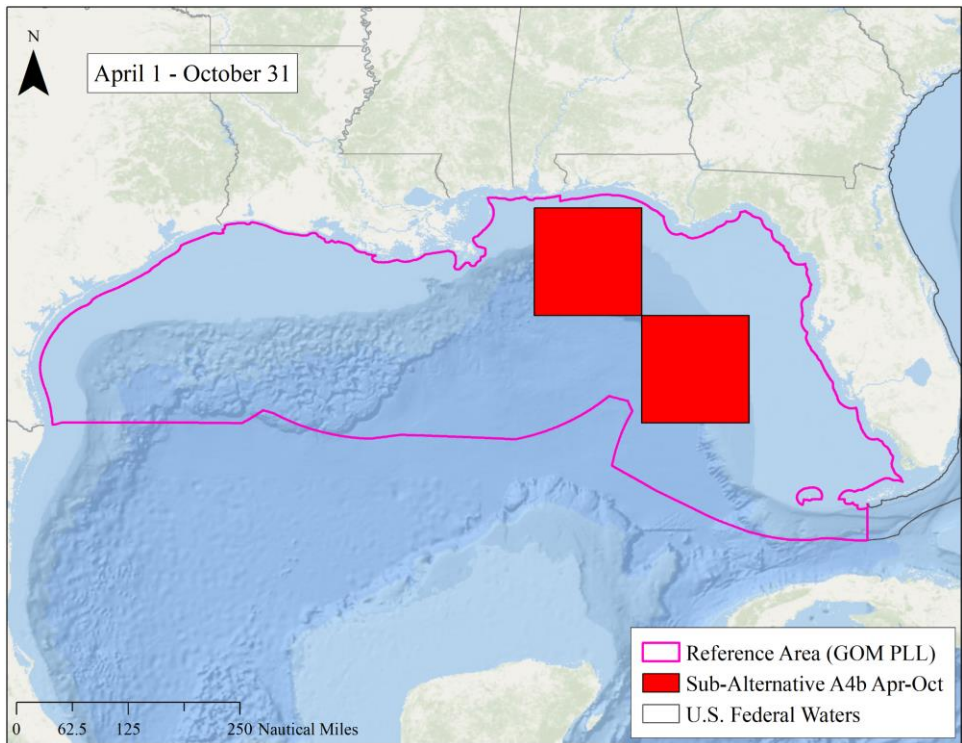 N
April 1 - October 31
Reference Area (GOM PLL)
Sub-Alternative A4b Apr-Oct
U.S. Federal Waters
0 62.5 125 250 Nautical Miles